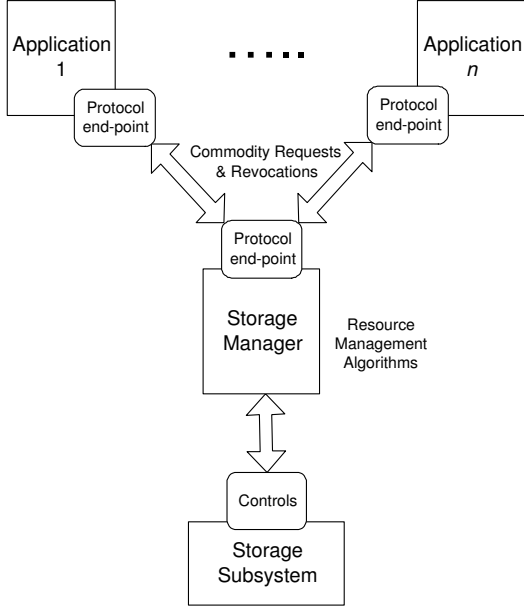 Application
1
Application
n
Protocol
end-point
Protocol
end-point
Commodity Requests
& Revocations
Protocol
end-point
Storage
Manager
Resource
Management
Algorithms
Controls
Storage
Subsystem